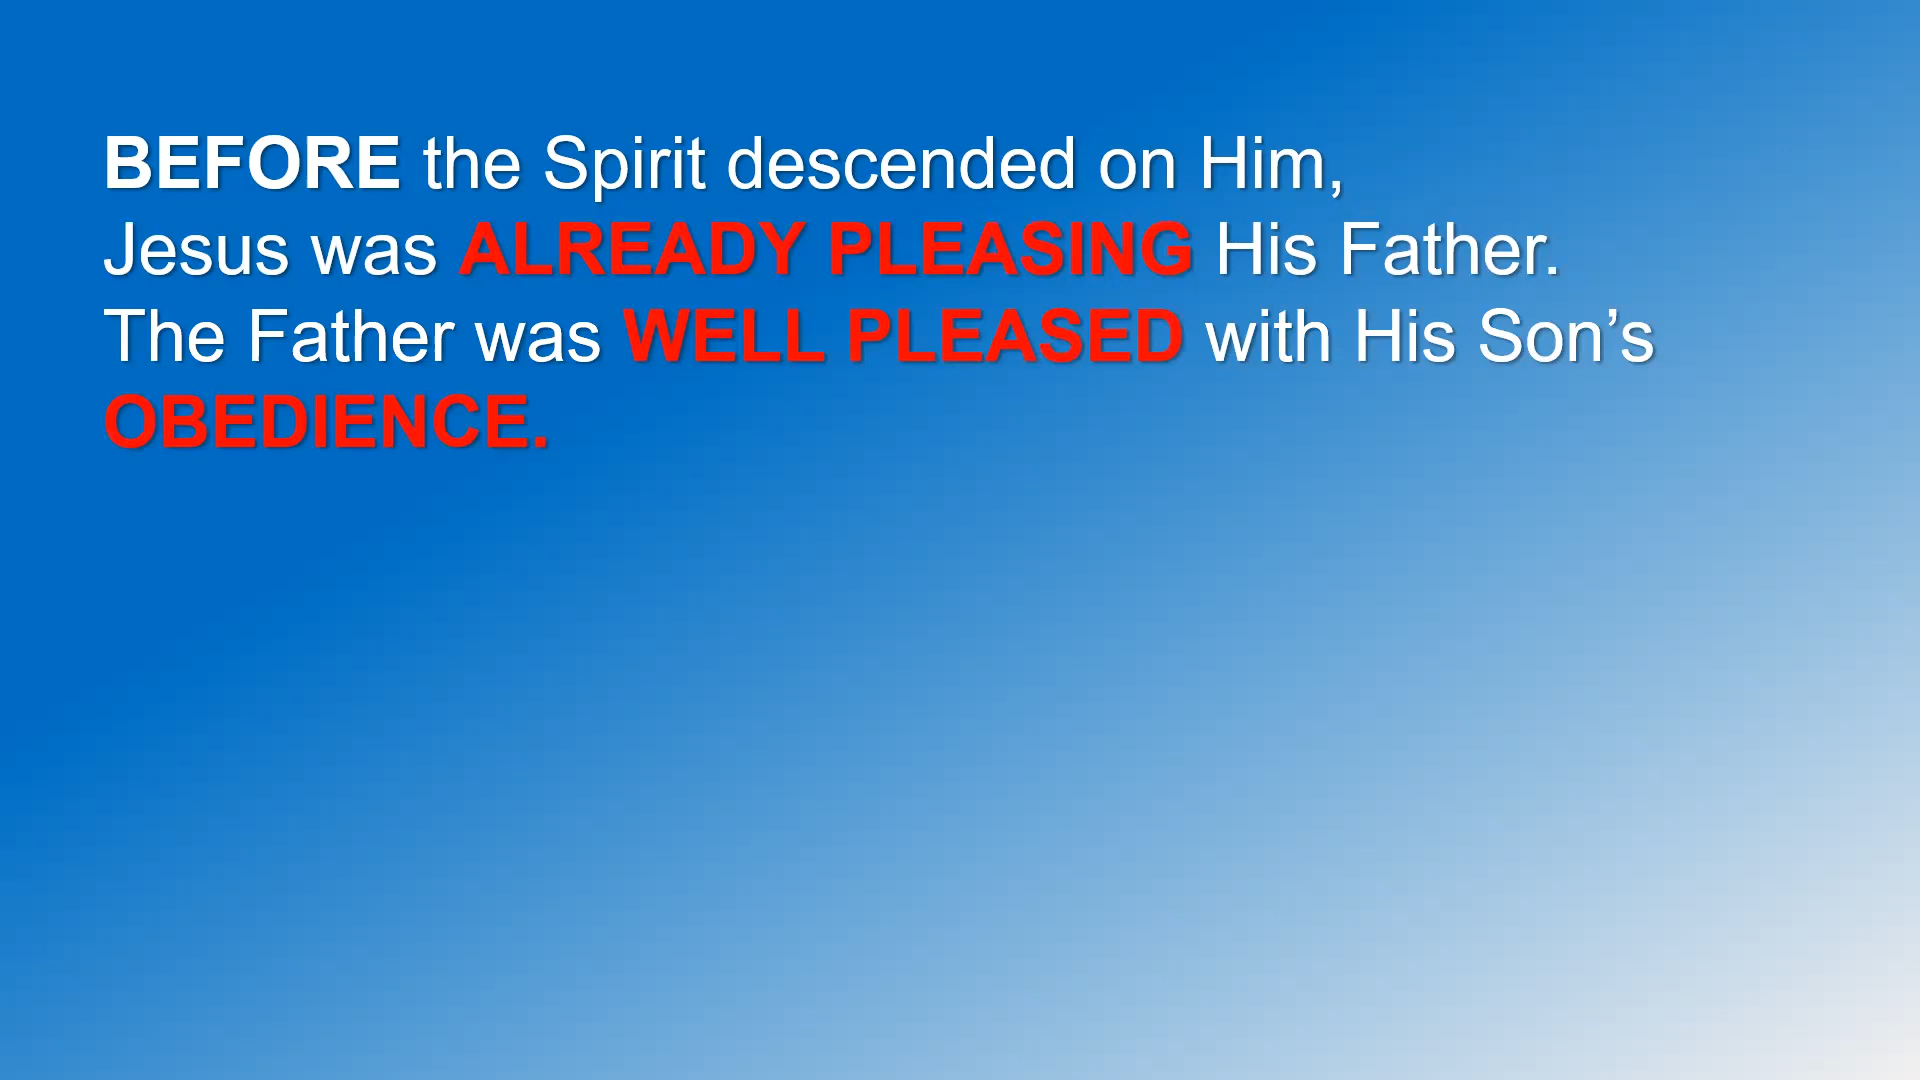 BEFORE the Spirit descended on Him,
Jesus was ALREADY PLEASING His Father.
The Father was WELL PLEASED with His Son’s
OBEDIENCE.